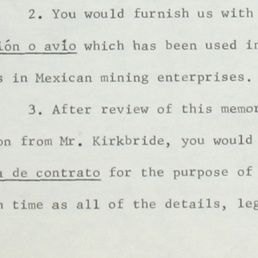 2. You would furnish us with
ión o avío which has been used in
s in Mexican mining enterprises.
3. After review of this memor
on from Mr. Kirkbride, you would
a de contrato for the purpose of
n time as all of the details, leg